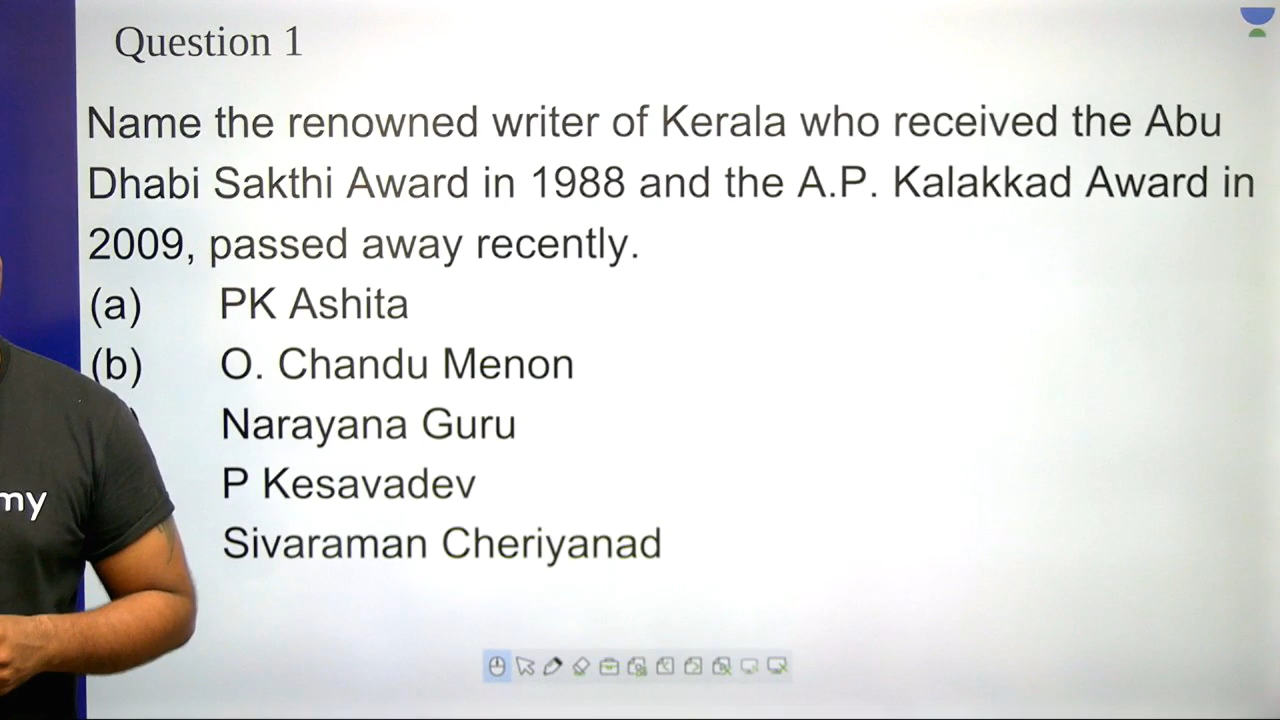 Question 1
Name the renowned writer of Kerala who received the Abu
Dhabi Sakthi Award in 1988 and the A.P. Kalakkad Award in
2009, passed away recently.
(a) PK Ashita
(b) O. Chandu Menon
Narayana Guru
P Kesavadev
Sivaraman Cheriyanad
my